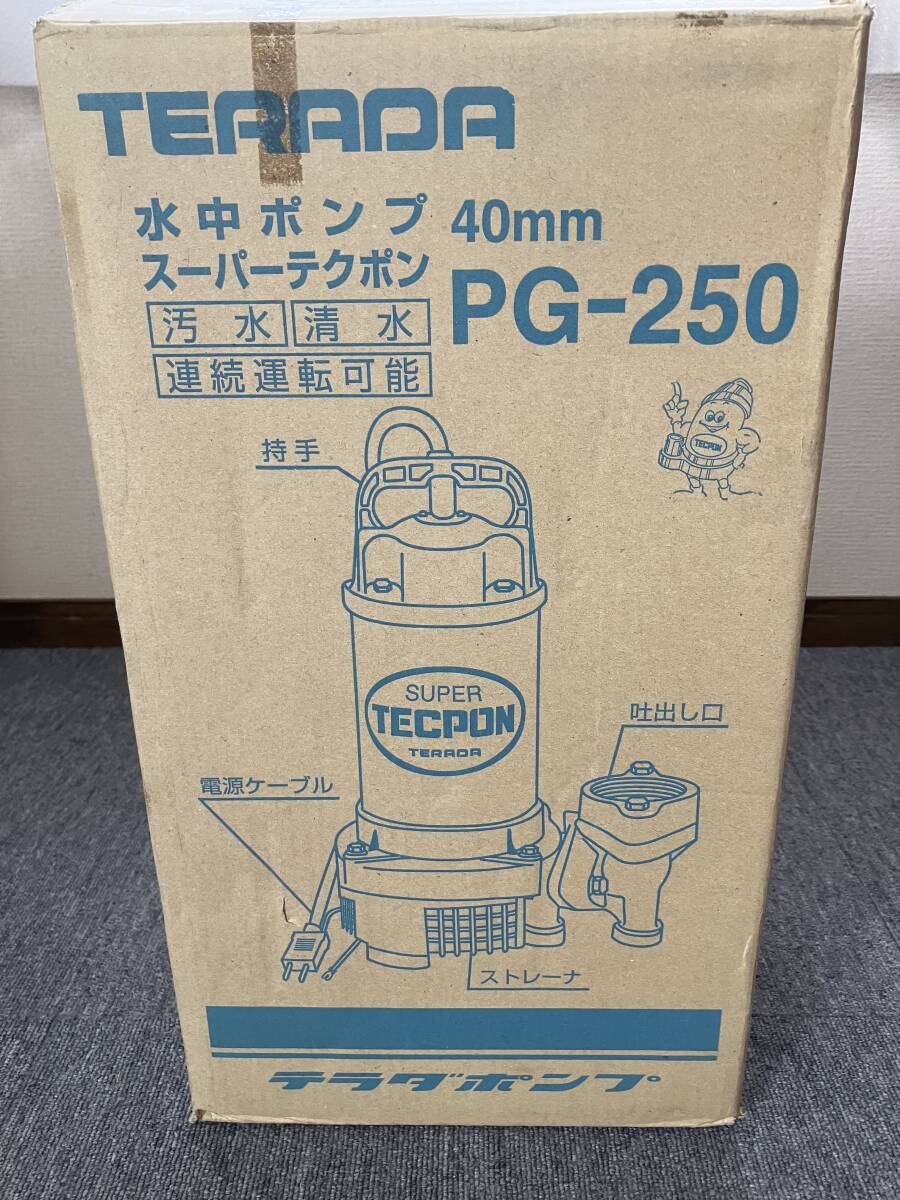 TERADA
水中ポンプ 40mm
スーパーテクポン PG-250
汚水 清水
連続運転可能
TECPON
持手
SUPER
TECPON
TERADA
吐出し口
電源ケーブル
ストレーナ
テラダポンプ